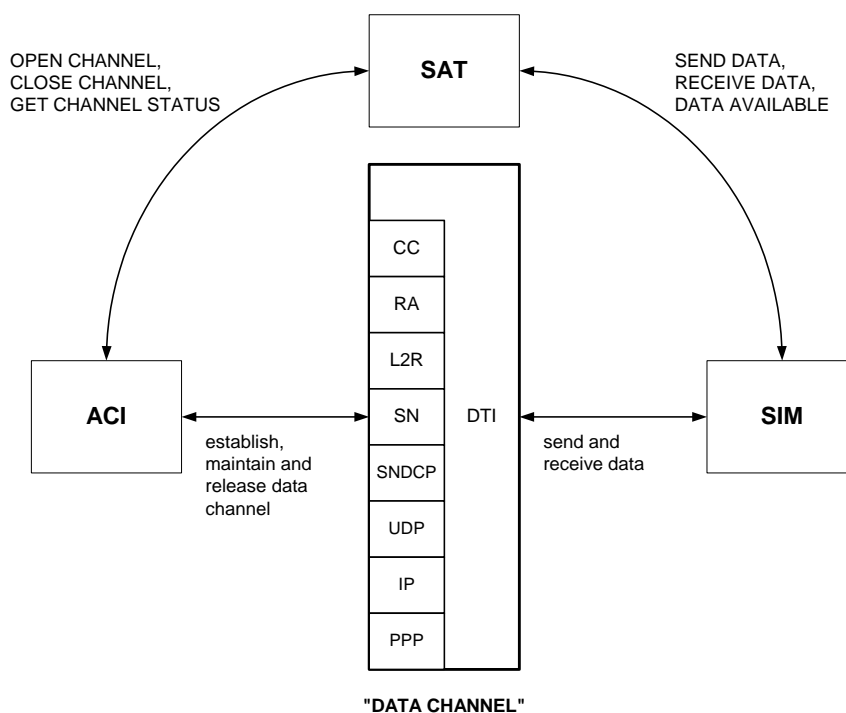 OPEN CHANNEL,
CLOSE CHANNEL,
GET CHANNEL STATUS
SAT
SEND DATA,
RECEIVE DATA,
DATA AVAILABLE
CC
RA
L2R
ACI
SN
DTI
SIM
establish,
maintain and
release data
channel
send and
receive data
SNDCP
UDP
IP
PPP
"DATA CHANNEL"